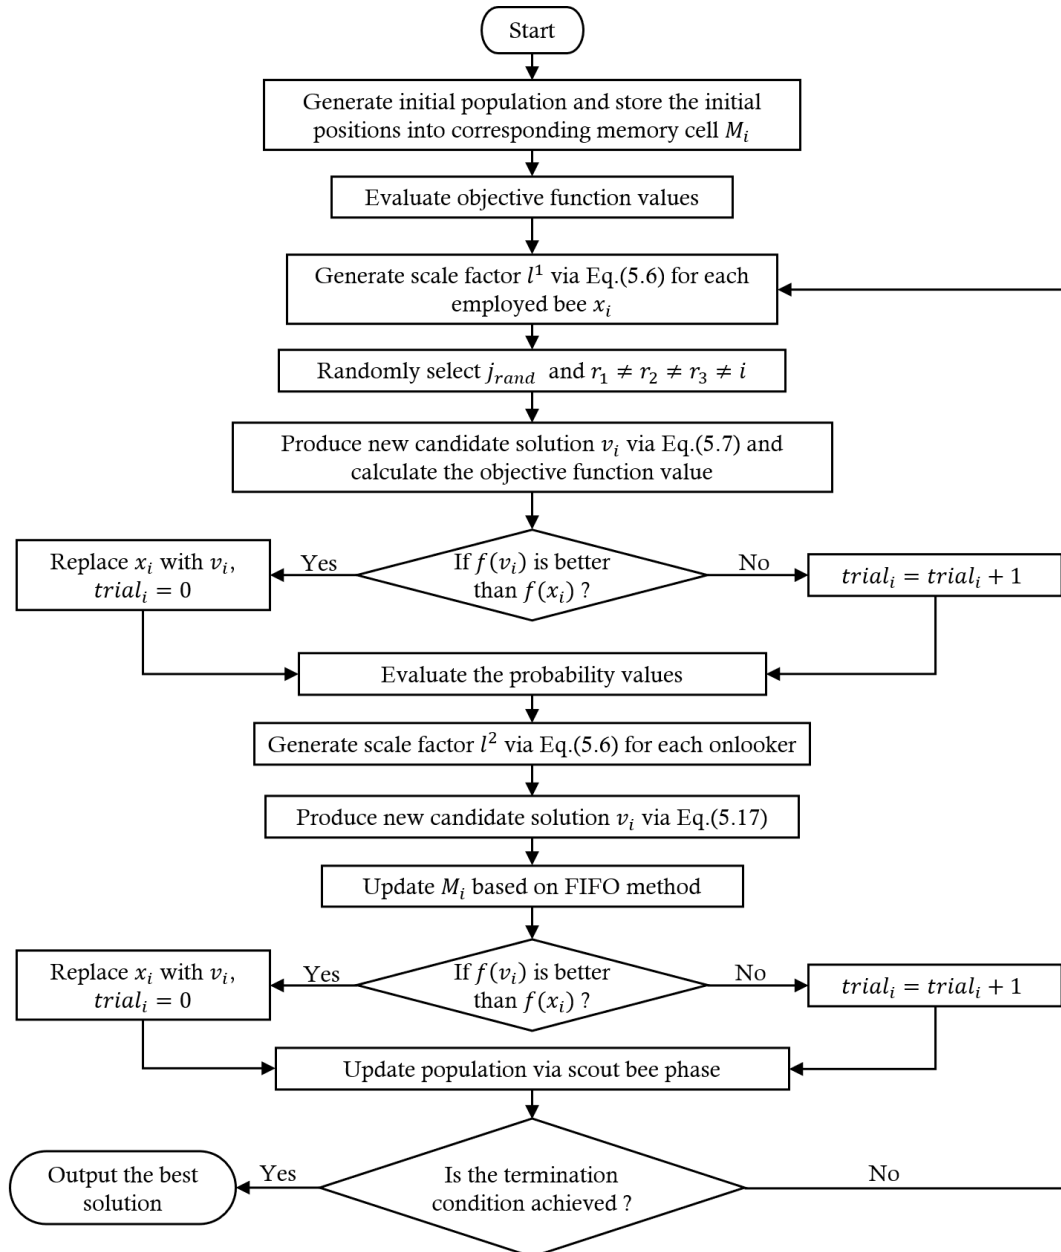 Start
Generate initial population and store the initial
positions into corresponding memory cell $M_i$
Evaluate objective function values
Generate scale factor $l^1$ via Eq.(5.6) for each
employed bee $x_i$
Randomly select $j_{rand}$ and $r_1 \neq r_2 \neq r_3 \neq i$
Produce new candidate solution $v_i$ via Eq.(5.7) and
calculate the objective function value
Replace $x_i$ with $v_i$,
$trial_i = 0$
Yes
If $f(v_i)$ is better
than $f(x_i)$ ?
No
$trial_i = trial_i + 1$
Evaluate the probability values
Generate scale factor $l^2$ via Eq.(5.6) for each onlooker
Produce new candidate solution $v_i$ via Eq.(5.17)
Update $M_i$ based on FIFO method
Replace $x_i$ with $v_i$,
$trial_i = 0$
Yes
If $f(v_i)$ is better
than $f(x_i)$ ?
No
$trial_i = trial_i + 1$
Update population via scout bee phase
Output the best
solution
Yes
Is the termination
condition achieved ?
No